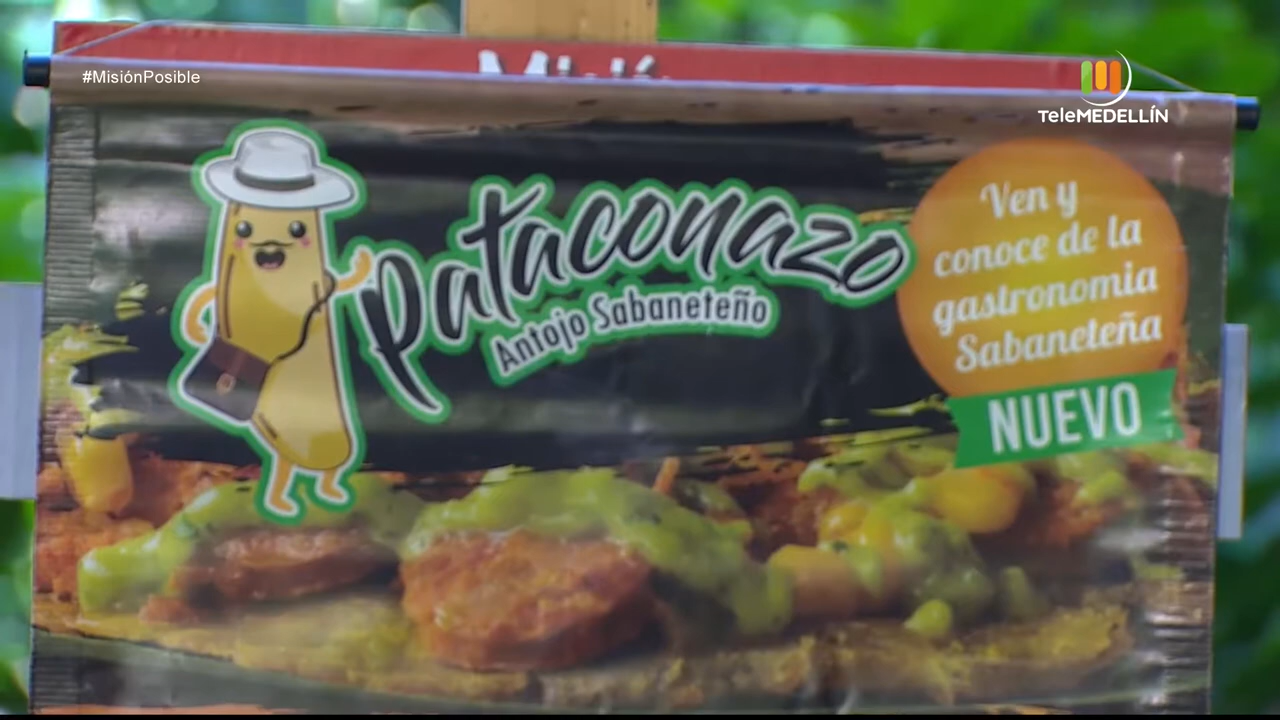 #MisiónPosible
TeleMEDELLÍN
Pataconazo
Antojo Sabaneteño
Ven y
conoce de la
gastronomia
Sabaneteña
NUEVO